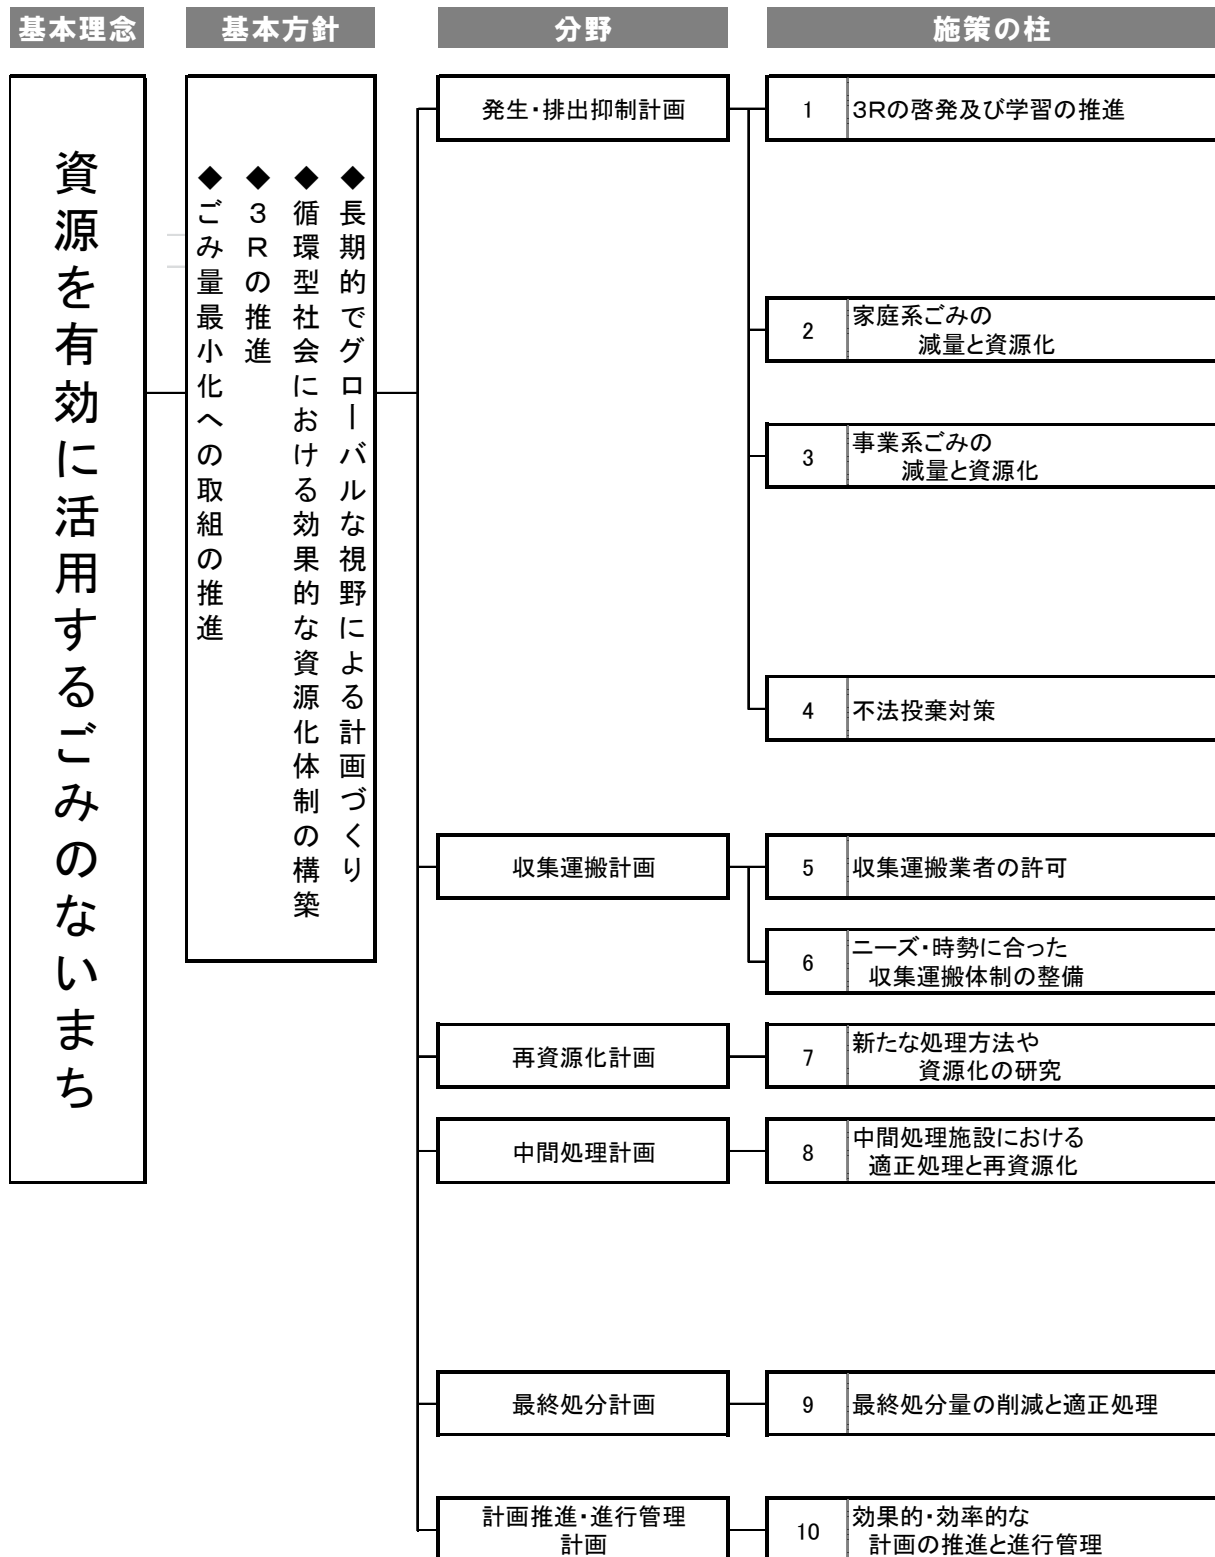 基本理念
基本方針
分野
施策の柱
資源を有効に活用するごみのないまち
◆長期的でグローバルな視野による計画づくり
◆循環型社会における効果的な資源化体制の構築
◆3Rの推進
◆ごみ量最小化への取組の推進
発生・排出抑制計画
1 3Rの啓発及び学習の推進
2 家庭系ごみの
減量と資源化
3 事業系ごみの
減量と資源化
4 不法投棄対策
収集運搬計画
5 収集運搬業者の許可
6 ニーズ・時勢に合った
収集運搬体制の整備
再資源化計画
7 新たな処理方法や
資源化の研究
中間処理計画
8 中間処理施設における
適正処理と再資源化
最終処分計画
9 最終処分量の削減と適正処理
計画推進・進行管理
計画
10 効果的・効率的な
計画の推進と進行管理